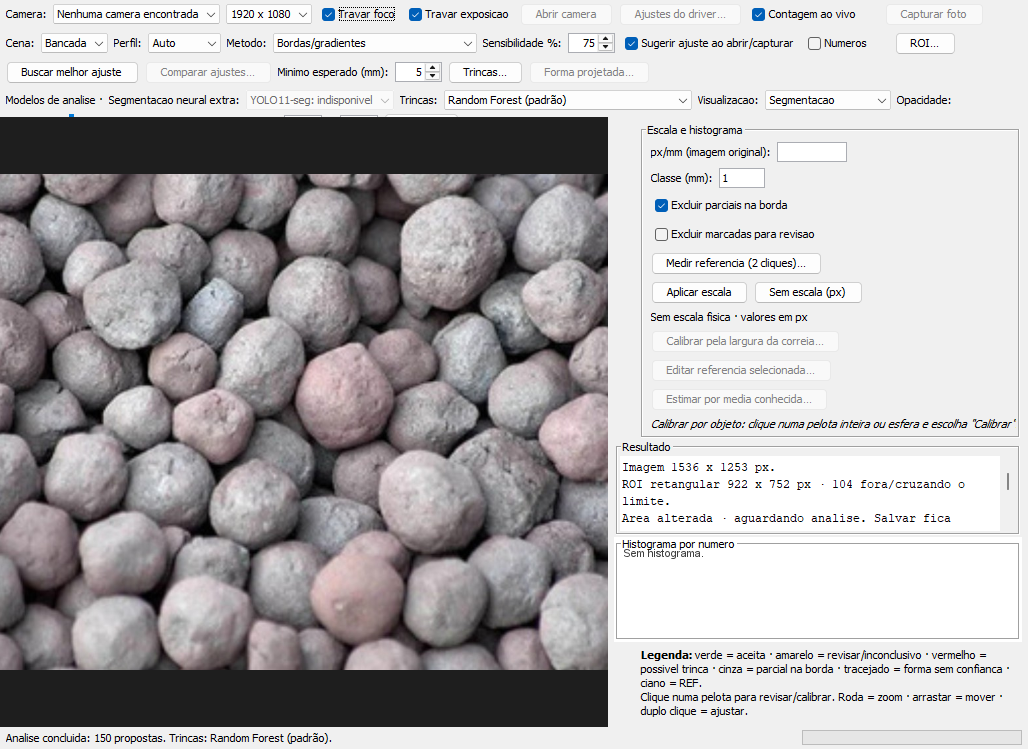 Camera: Nenhuma camera encontrada 1920 x 1080 Travar foco Travar exposicao Abrir camera Ajustes do driver... Contagem ao vivo Capturar foto
Cena: Bancada Perfil: Auto Metodo: Bordas/gradientes Sensibilidade %: 75 Sugerir ajuste ao abrir/capturar Numeros ROI...
Buscar melhor ajuste Comparar ajustes... Minimo esperado (mm): 5 Trincas... Forma projetada...
Modelos de analise · Segmentacao neural extra: YOLO11-seg: indisponivel Trincas: Random Forest (padrão) Visualizacao: Segmentacao Opacidade:
Escala e histograma
px/mm (imagem original):
Classe (mm): 1
Excluir parciais na borda
Excluir marcadas para revisao
Medir referencia (2 cliques)...
Aplicar escala Sem escala (px)
Sem escala fisica · valores em px
Calibrar pela largura da correia...
Editar referencia selecionada...
Estimar por media conhecida...
Calibrar por objeto: clique numa pelota inteira ou esfera e escolha "Calibrar"
Resultado
Imagem 1536 x 1253 px.
ROI retangular 922 x 752 px · 104 fora/cruzando o
limite.
Area alterada · aguardando analise. Salvar fica
Histograma por numero
Sem histograma.
Legenda: verde = aceita · amarelo = revisar/inconclusivo · vermelho =
possivel trinca · cinza = parcial na borda · tracejado = forma sem confianca ·
ciano = REF.
Clique numa pelota para revisar/calibrar. Roda = zoom · arrastar = mover ·
duplo clique = ajustar.
Analise concluida: 150 propostas. Trincas: Random Forest (padrão).